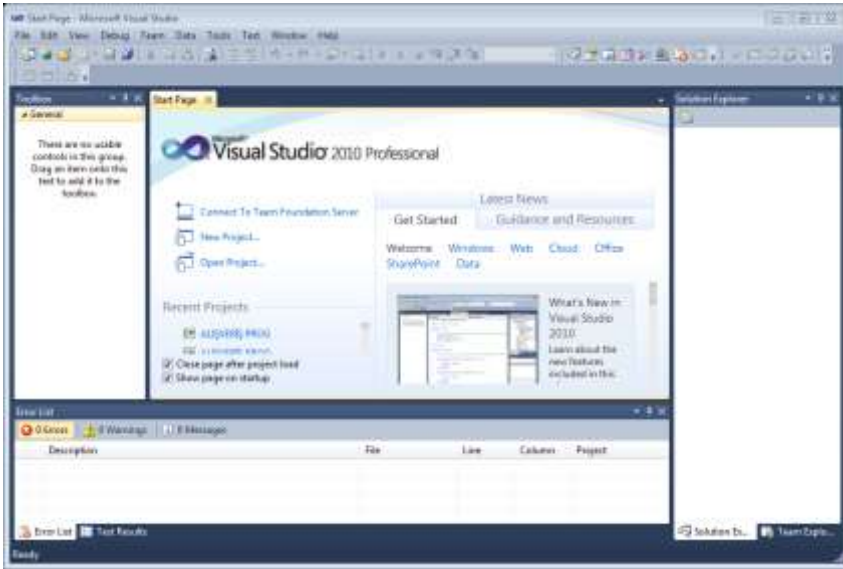 Start Page - Microsoft Visual Studio
File Edit View Debug Team Data Tools Test Window Help
Toolbox
General
There are no usable
controls in this group.
Drag an item onto this
text to add it to the
toolbox.
Start Page
Microsoft
Visual Studio 2010 Professional
Connect To Team Foundation Server
New Project...
Open Project...
Recent Projects
Close page after project load
Show page on startup
Latest News
Get Started Guidance and Resources
Welcome Windows Web Cloud Office
SharePoint Data
What's New in
Visual Studio
2010
Learn about the
new features
included in this
Solution Explorer
Error List
0 Errors 0 Warnings 0 Messages
Description File Line Column Project
Error List Test Results
Solution Ex... Team Explo...
Ready